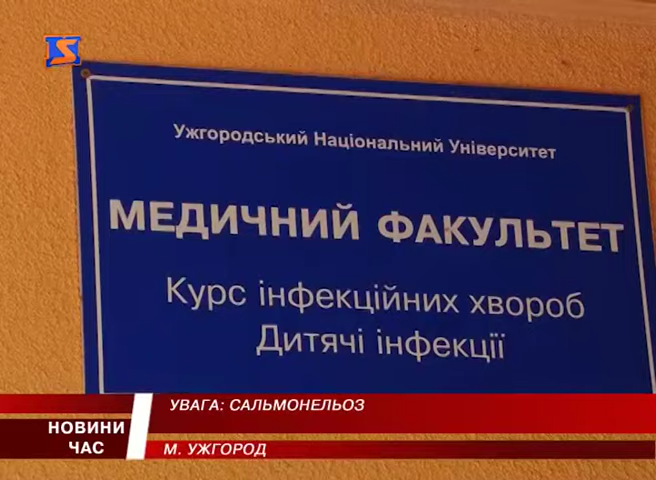 Ужгородський Національний Університет
МЕДИЧНИЙ ФАКУЛЬТЕТ
Курс інфекційних хвороб
Дитячі інфекції
УВАГА: САЛЬМОНЕЛЬОЗ
НОВИНИ
ЧАС
М. УЖГОРОД